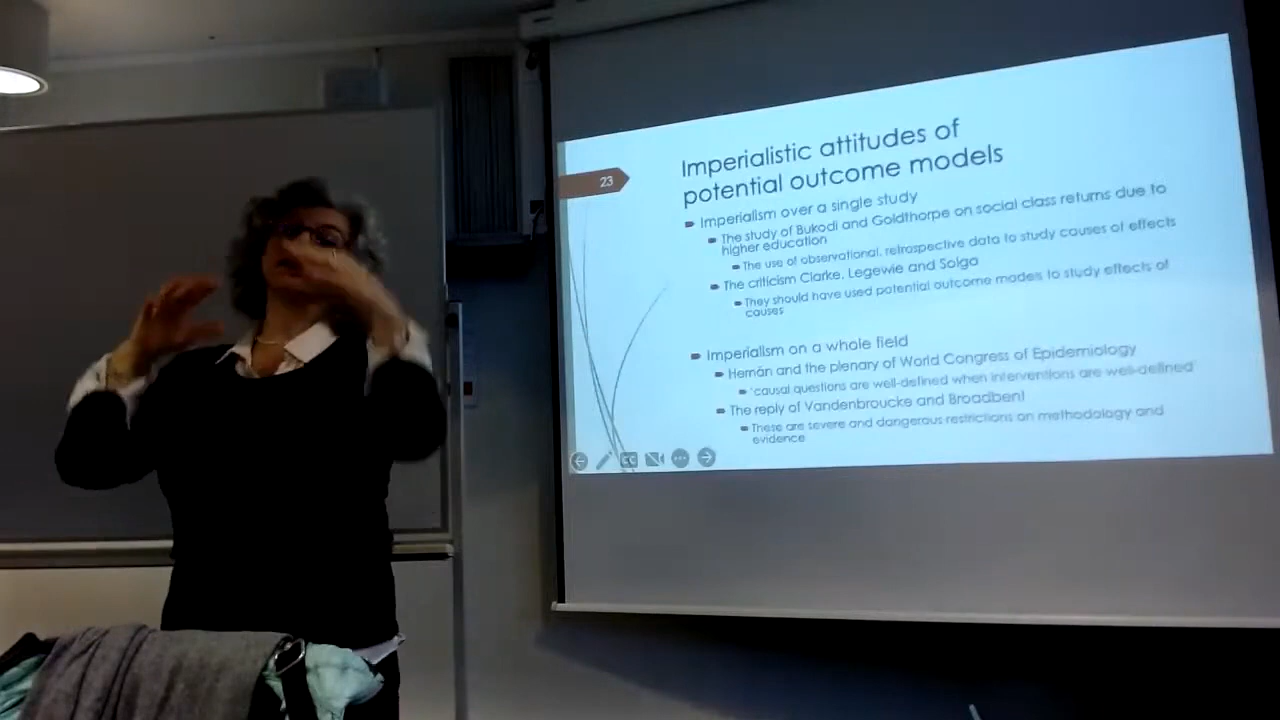 23
Imperialistic attitudes of
potential outcome models
Imperialism over a single study
The study of Bukodi and Goldthorpe on social class returns due to
higher education
The use of observational, retrospective data to study causes of effects
The criticism Clarke, Legewie and Solga
They should have used potential outcome models to study effects of
causes
Imperialism on a whole field
Hernán and the plenary of World Congress of Epidemiology
'causal questions are well-defined when interventions are well-defined
The reply of Vandenbroucke and Broadbent
These are severe and dangerous restrictions on methodology and
evidence
CC